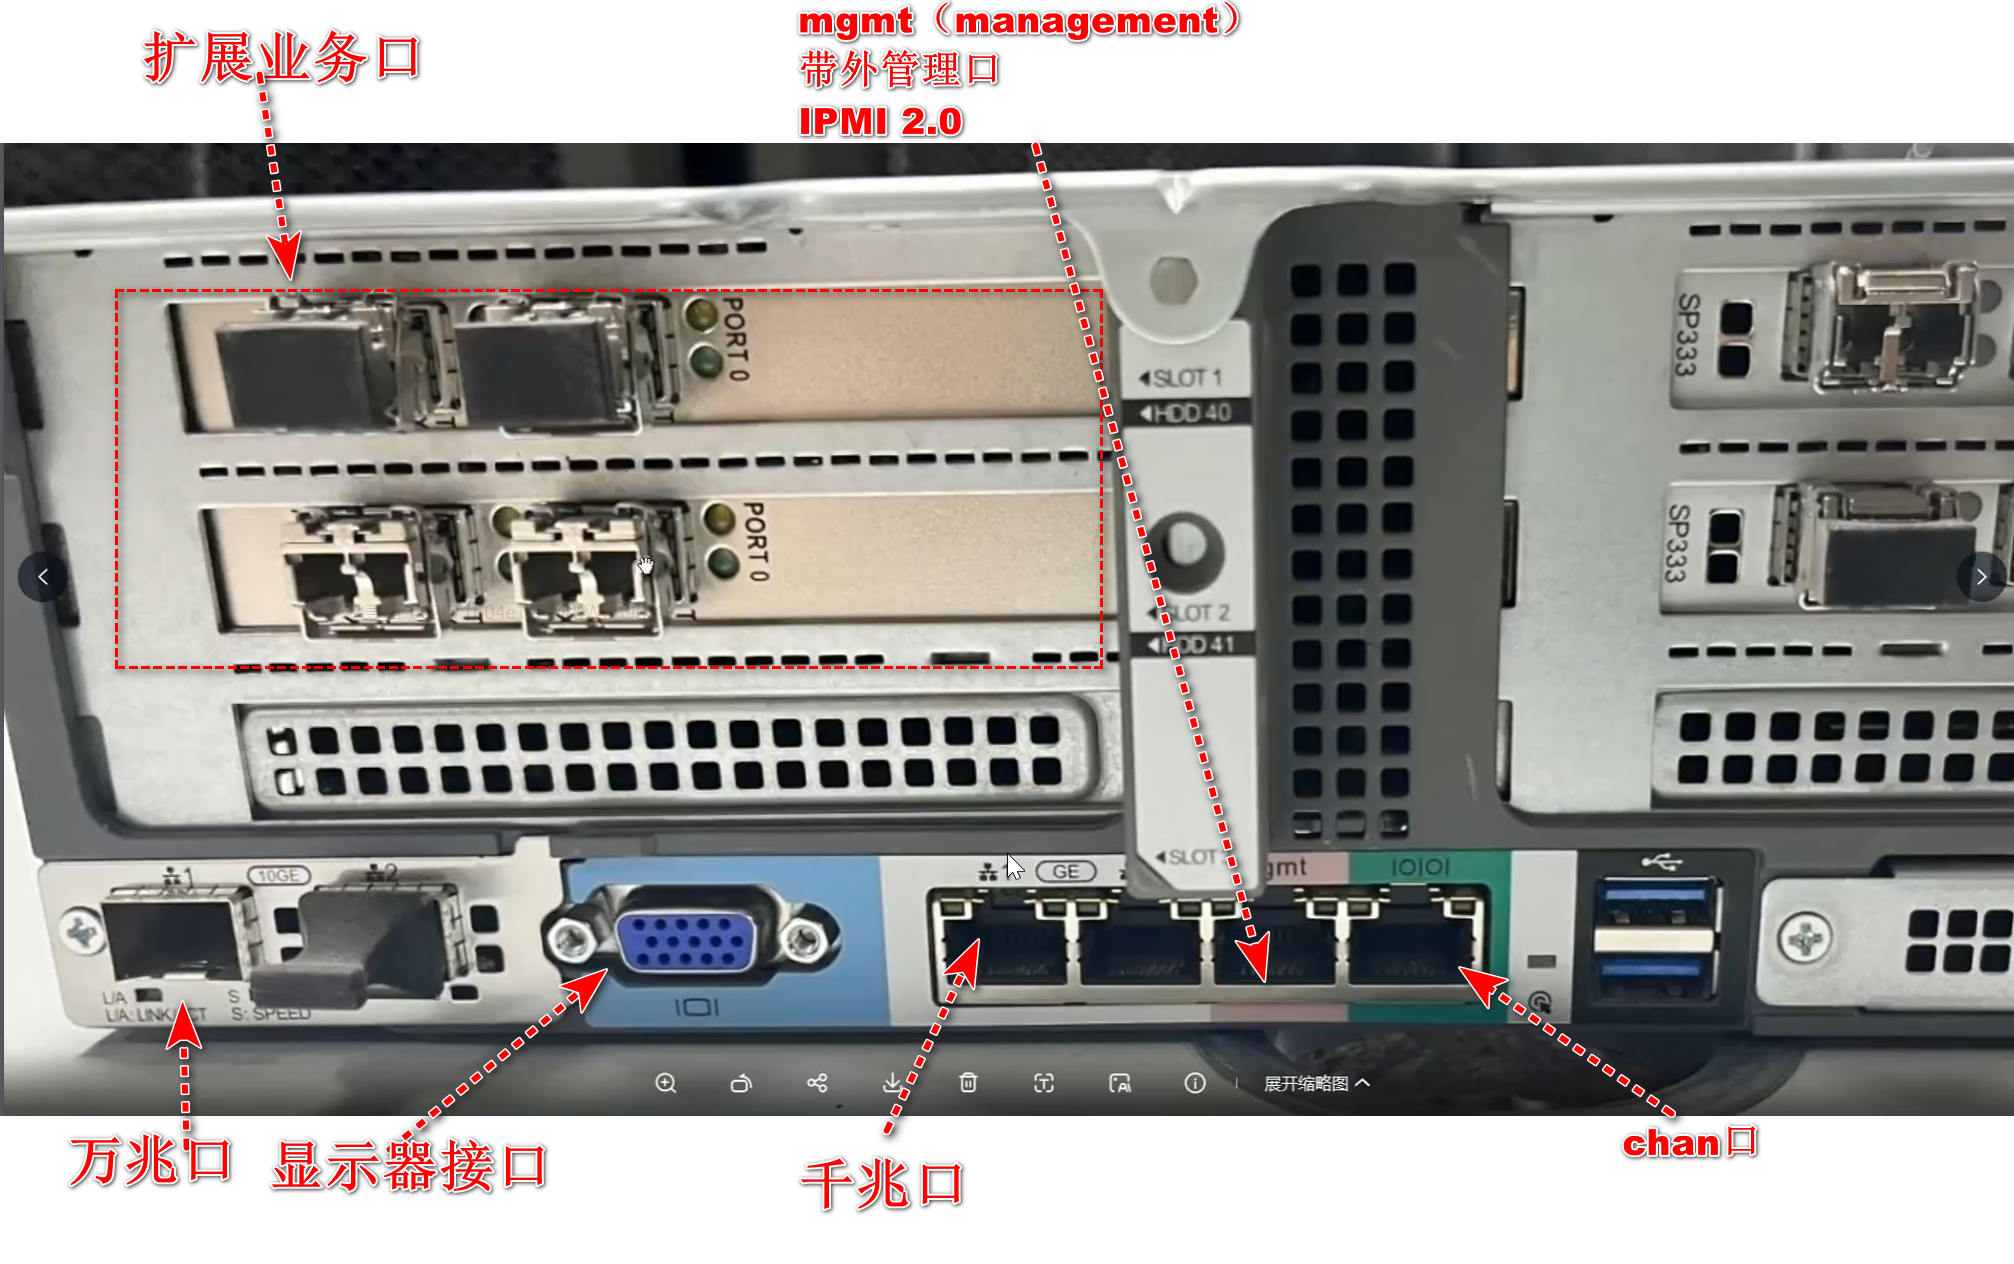 mgmt（management）
带外管理口
IPMI 2.0
扩展业务口
PORT 0
SLOT 1
HDD 40
SP333
PORT 0
SLOT 2
HDD 41
SP333
SLOT
1
10GE
2
GE
mgmt
|O|O|
L/A
S
L/A: LINK/ACT
S: SPEED
展开缩略图
万兆口
显示器接口
千兆口
chan口